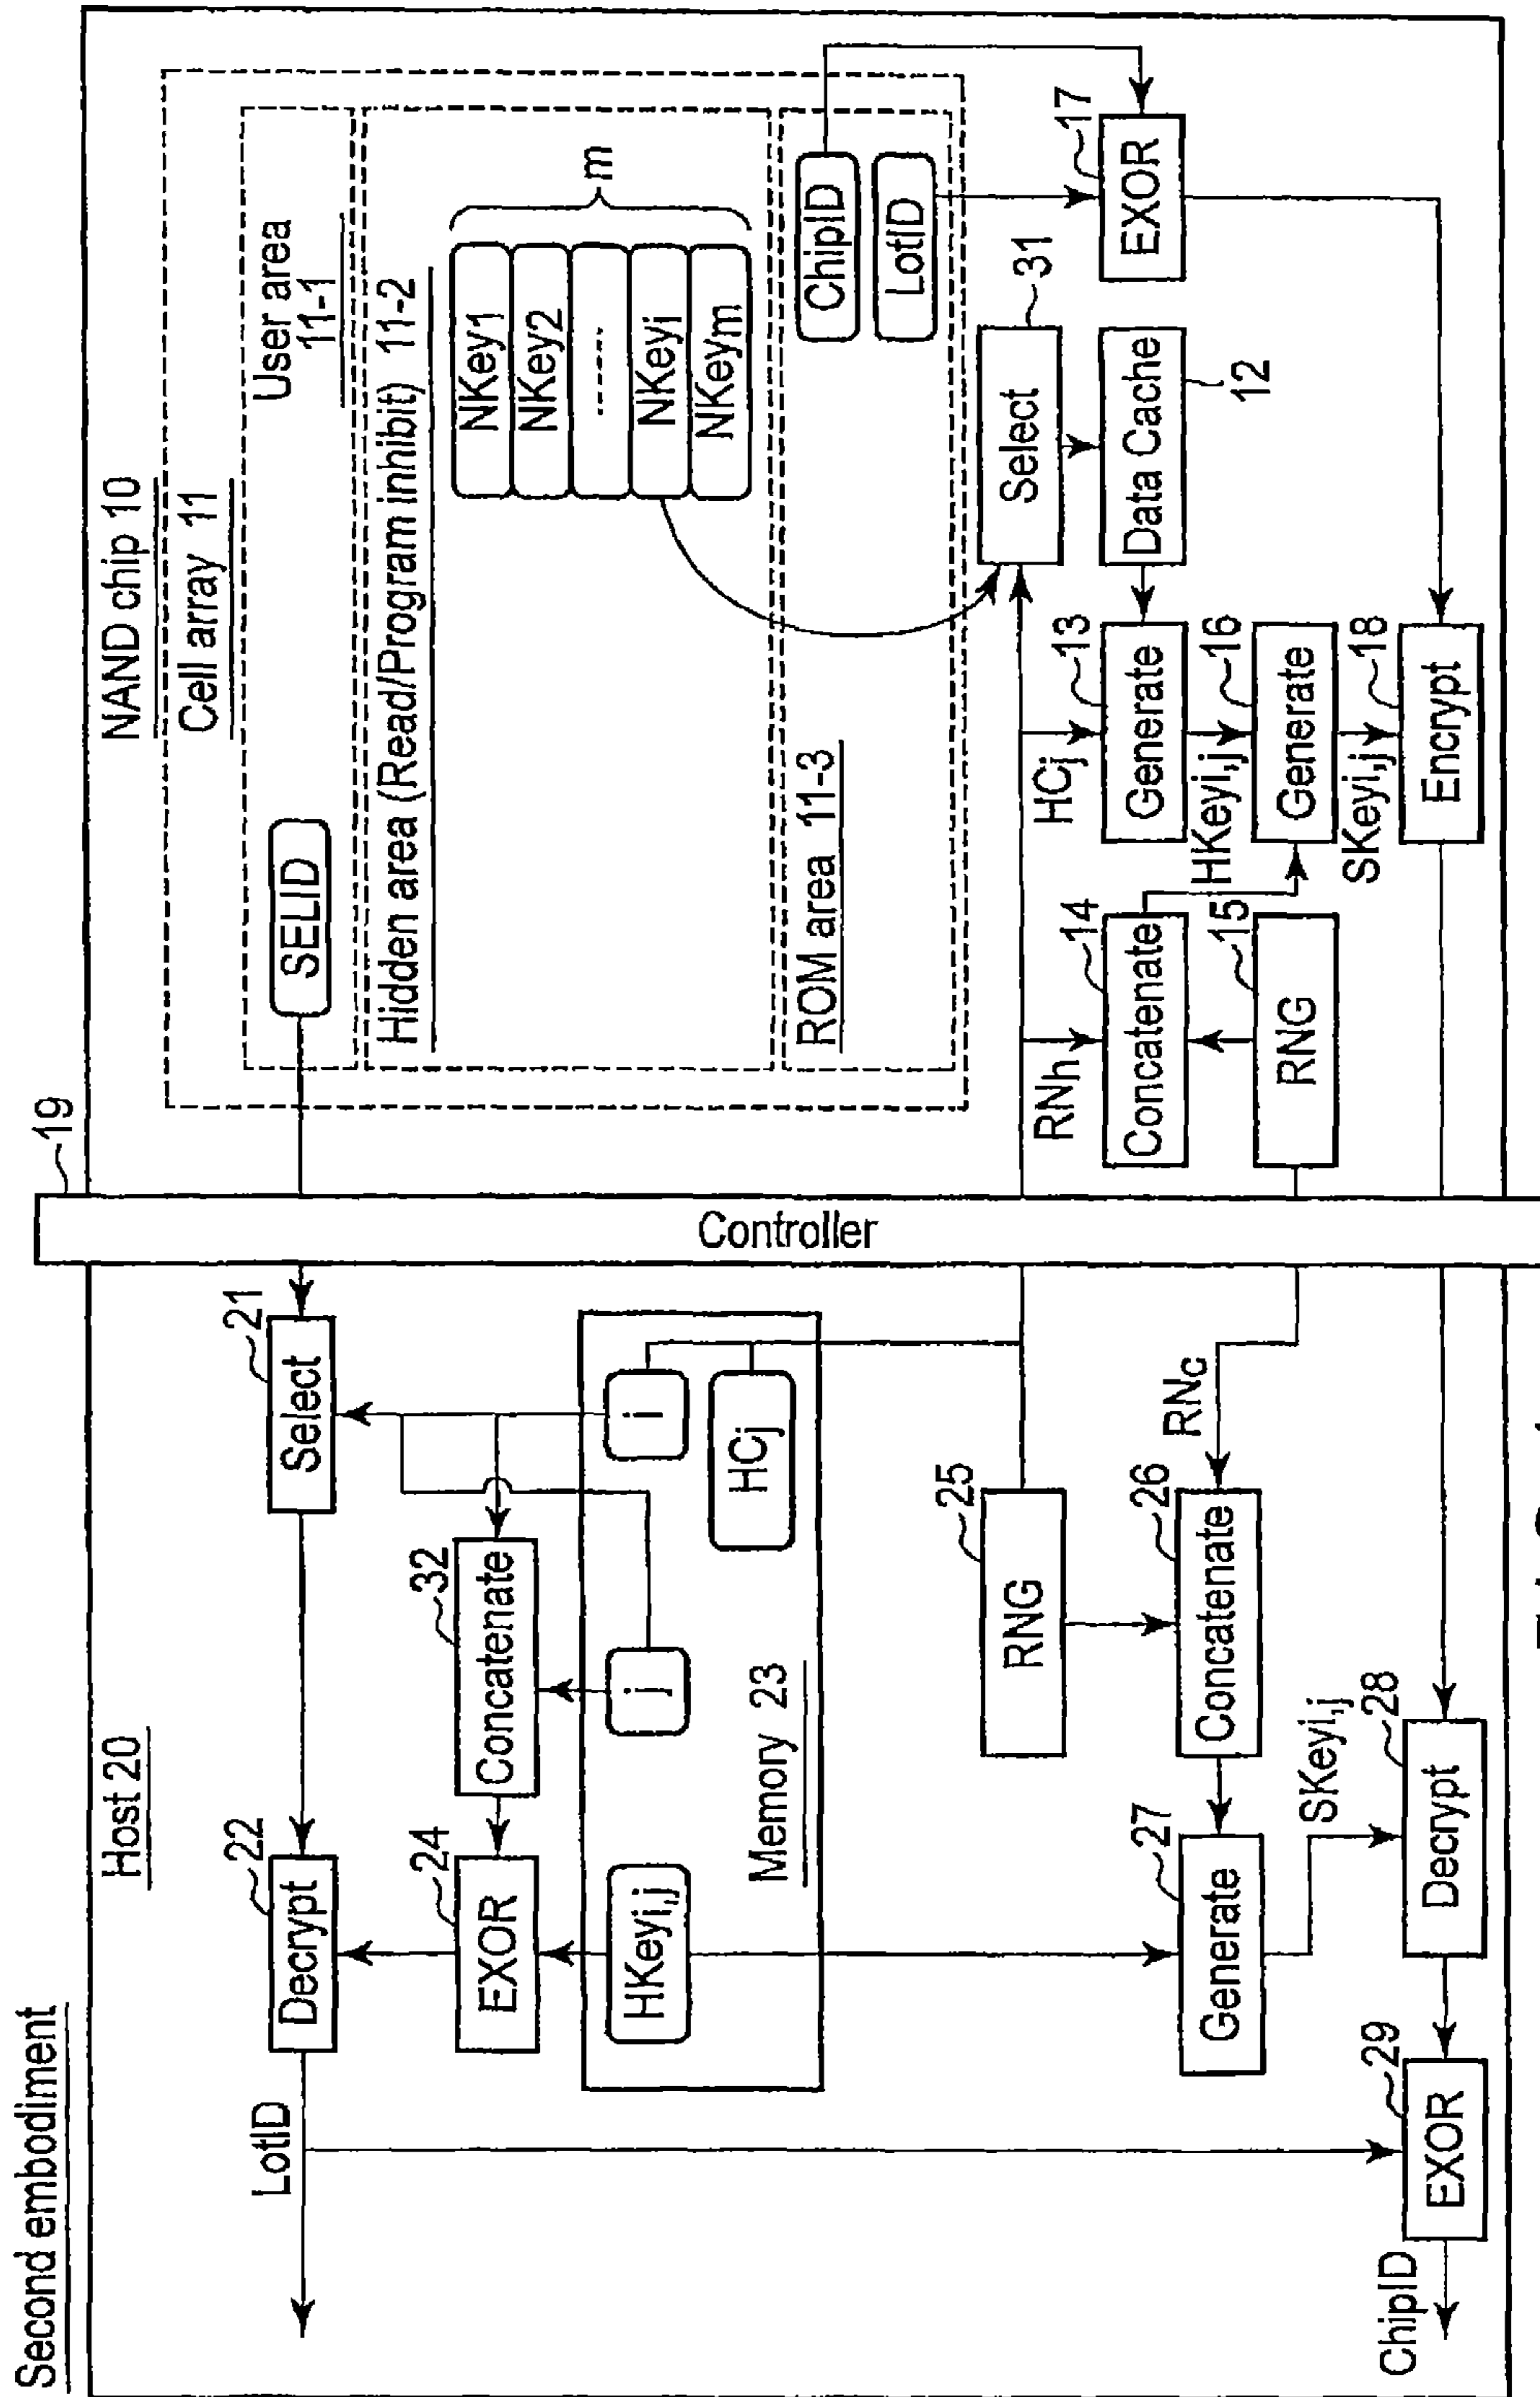 Second embodiment
Host 20
LotID
22
Decrypt
21
Select
24
EXOR
32
Concatenate
HKeyi,j
j
i
HCj
Memory 23
25
RNG
RNc
27
Generate
26
Concatenate
SKeyi,j
29
EXOR
28
Decrypt
ChipID
Controller
19
NAND chip 10
Cell array 11
SELID
User area
11-1
Hidden area (Read/Program inhibit) 11-2
NKey1
NKey2
------
NKeyi
NKeym
m
ROM area 11-3
ChipID
LotID
RNh
14
Concatenate
15
RNG
HCj
13
Generate
HKeyi,j
16
Generate
SKeyi,j
18
Encrypt
Select
31
Data Cache
12
17
EXOR